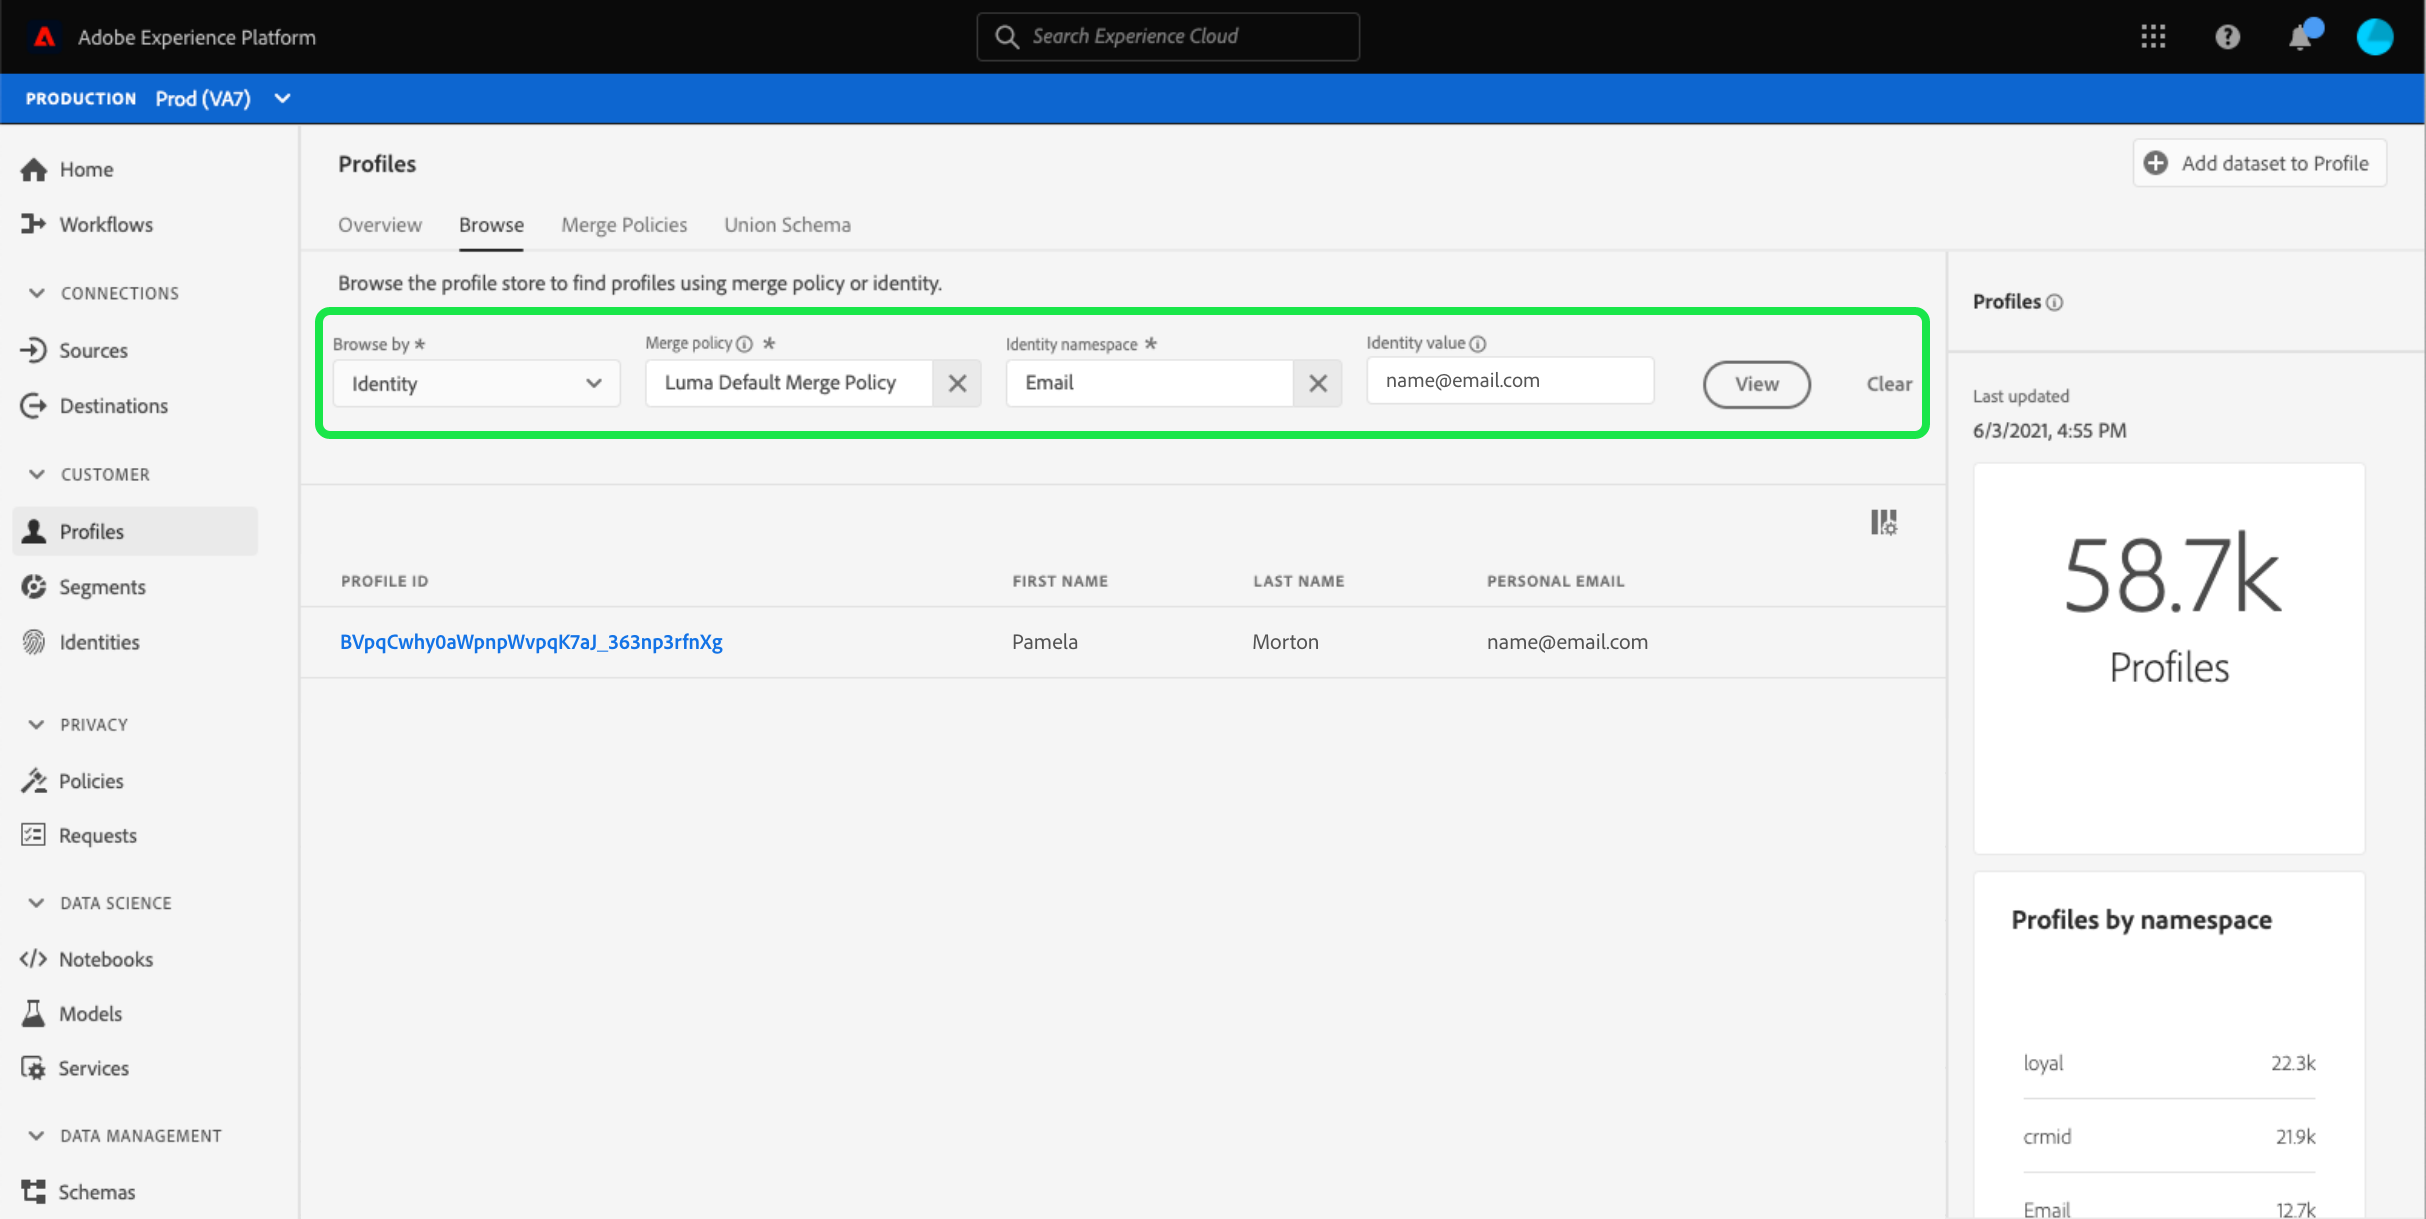 Adobe Experience Platform
Search Experience Cloud
PRODUCTION Prod (VA7)
Home
Workflows
CONNECTIONS
Sources
Destinations
CUSTOMER
Profiles
Segments
Identities
PRIVACY
Policies
Requests
DATA SCIENCE
Notebooks
Models
Services
DATA MANAGEMENT
Schemas
Profiles
Add dataset to Profile
Overview Browse Merge Policies Union Schema
Browse the profile store to find profiles using merge policy or identity.
Browse by * Merge policy * Identity namespace * Identity value
Identity Luma Default Merge Policy Email name@email.com View Clear
PROFILE ID FIRST NAME LAST NAME PERSONAL EMAIL
BVpqCwhy0aWpnpWvpqK7aJ_363np3rfnXg Pamela Morton name@email.com
Profiles
Last updated
6/3/2021, 4:55 PM
58.7k
Profiles
Profiles by namespace
loyal 22.3k
crmid 21.9k
Email 12.7k